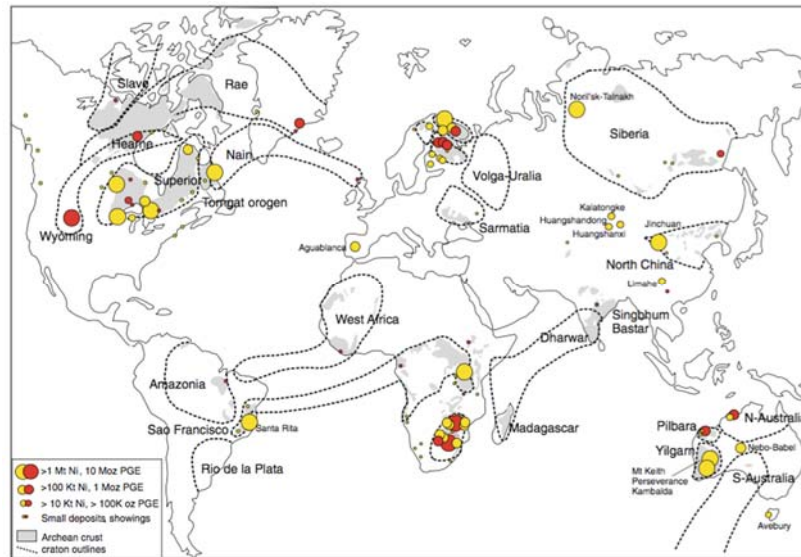 Slave
Rae
Hearne
Nain
Superior
Torngat orogen
Wyoming
Noril'sk-Talnakh
Siberia
Volga-Uralia
Sarmatia
Kalatongke
Huangshandong
Huangshanxi
Jinchuan
North China
Limahe
Aguablanca
West Africa
Singbhum
Bastar
Dharwar
Amazonia
Madagascar
Sao Francisco
Santa Rita
Rio de la Plata
N-Australia
Pilbara
Yilgarn
Nebo-Babel
S-Australia
Mt Keith
Perseverance
Kambalda
Avebury
>1 Mt Ni, 10 Moz PGE
>100 Kt Ni, 1 Moz PGE
> 10 Kt Ni, > 100K oz PGE
Small deposits, showings
Archean crust
craton outlines